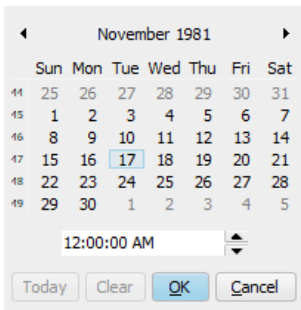 November 1981
Sun Mon Tue Wed Thu Fri Sat
44 25 26 27 28 29 30 31
45 1 2 3 4 5 6 7
46 8 9 10 11 12 13 14
47 15 16 17 18 19 20 21
48 22 23 24 25 26 27 28
49 29 30 1 2 3 4 5
12:00:00 AM
Today Clear OK Cancel